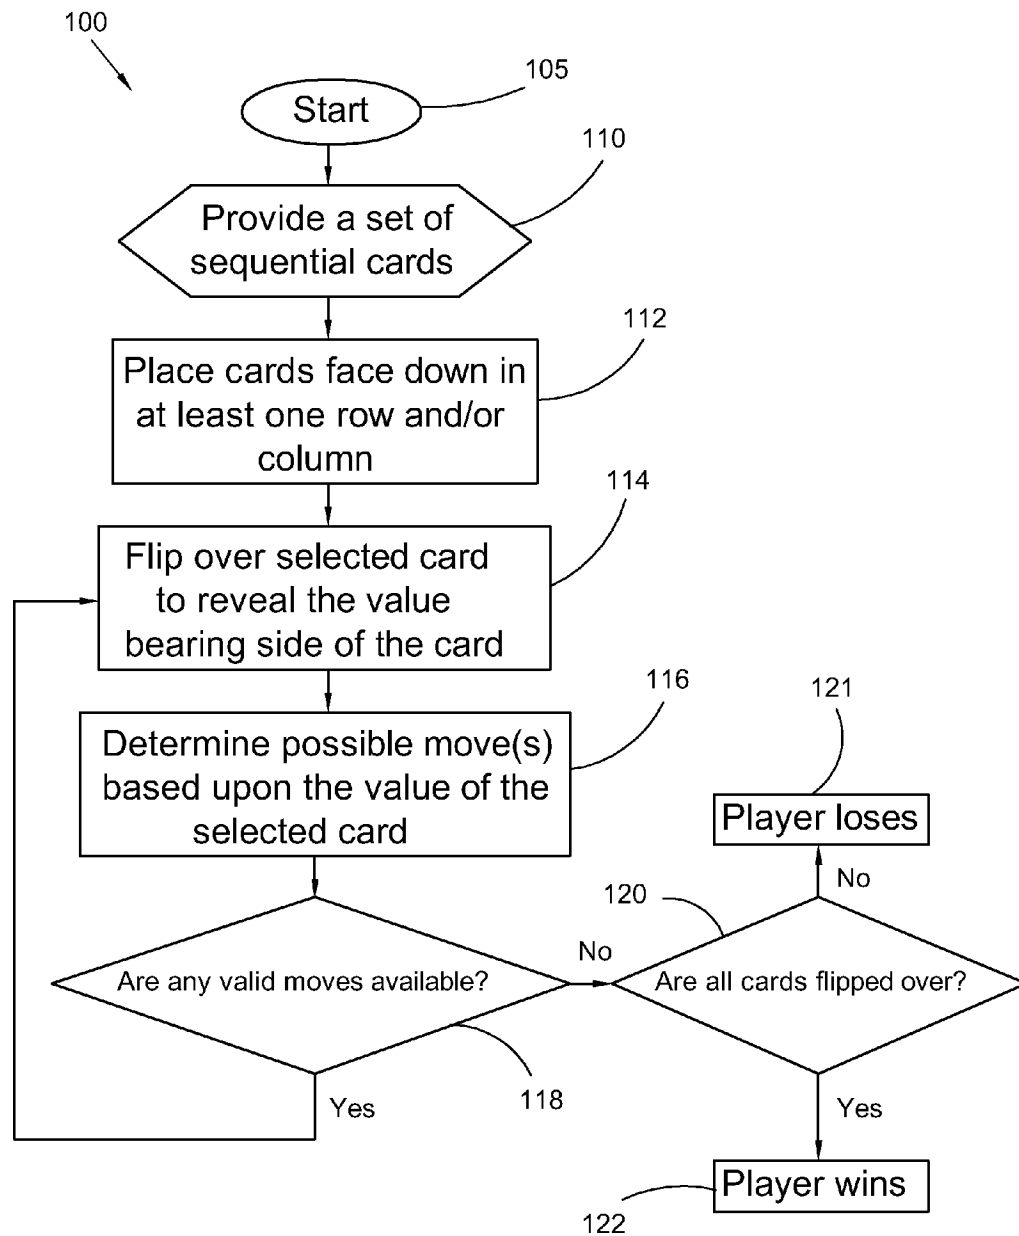 100
105
Start
110
Provide a set of
sequential cards
112
Place cards face down in
at least one row and/or
column
114
Flip over selected card
to reveal the value
bearing side of the card
116
Determine possible move(s)
based upon the value of the
selected card
121
Player loses
No
120
No
Are any valid moves available?
Are all cards flipped over?
118
Yes
Yes
Player wins
122